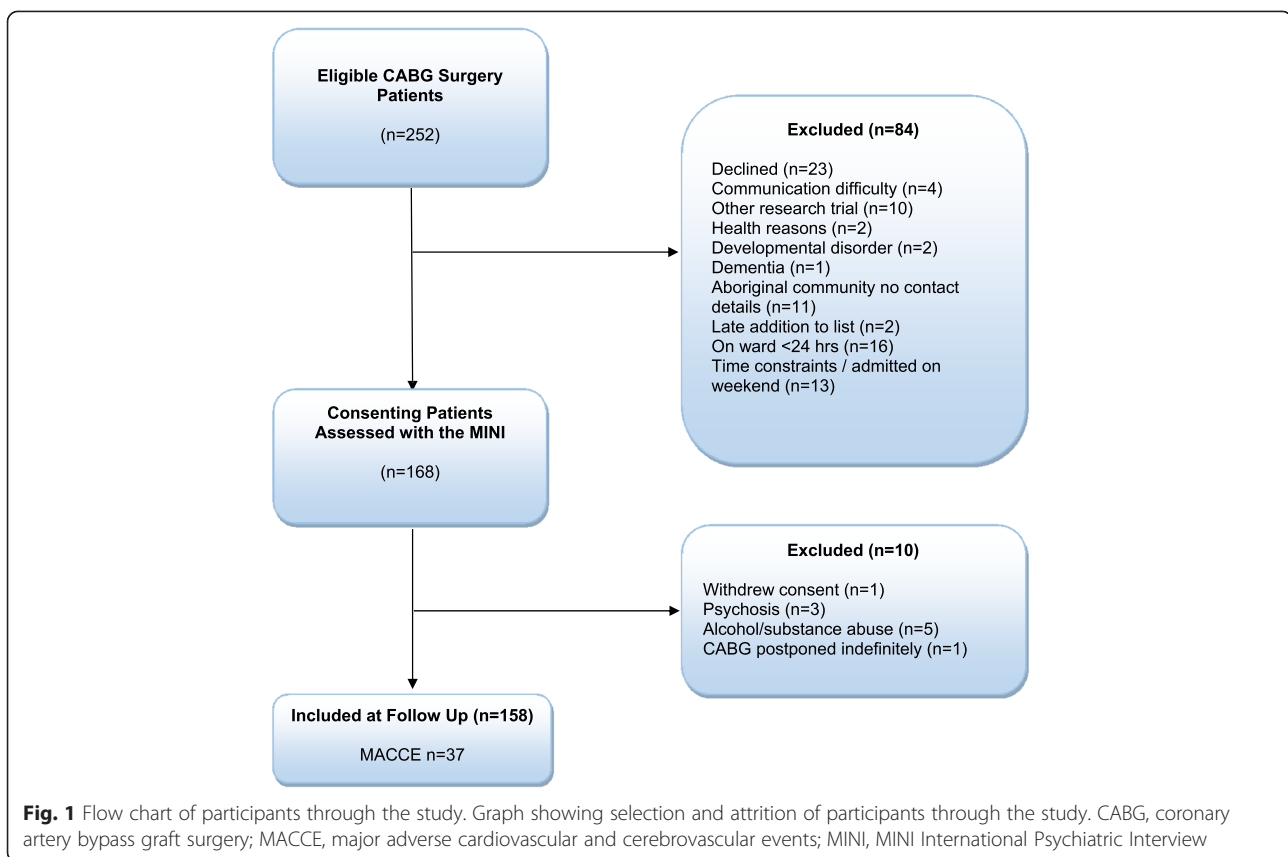 Eligible CABG Surgery
Patients
(n=252)
Excluded (n=84)
Declined (n=23)
Communication difficulty (n=4)
Other research trial (n=10)
Health reasons (n=2)
Developmental disorder (n=2)
Dementia (n=1)
Aboriginal community no contact
details (n=11)
Late addition to list (n=2)
On ward <24 hrs (n=16)
Time constraints / admitted on
weekend (n=13)
Consenting Patients
Assessed with the MINI
(n=168)
Excluded (n=10)
Withdrew consent (n=1)
Psychosis (n=3)
Alcohol/substance abuse (n=5)
CABG postponed indefinitely (n=1)
Included at Follow Up (n=158)
MACCE n=37
Fig. 1 Flow chart of participants through the study. Graph showing selection and attrition of participants through the study. CABG, coronary
artery bypass graft surgery; MACCE, major adverse cardiovascular and cerebrovascular events; MINI, MINI International Psychiatric Interview